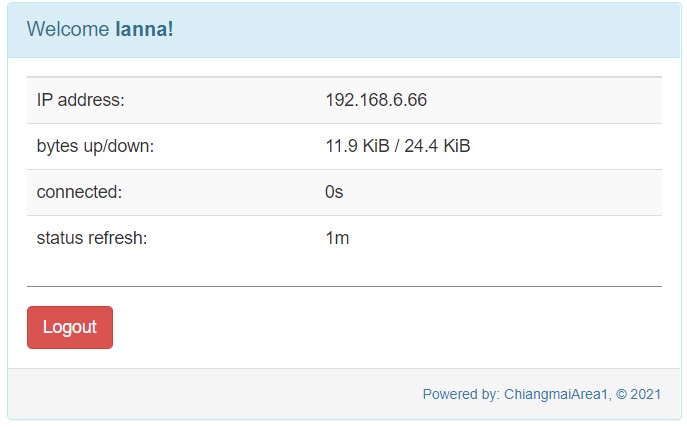 Welcome lanna!
IP address: 192.168.6.66
bytes up/down: 11.9 KiB / 24.4 KiB
connected: 0s
status refresh: 1m
Logout
Powered by: ChiangmaiArea1, © 2021